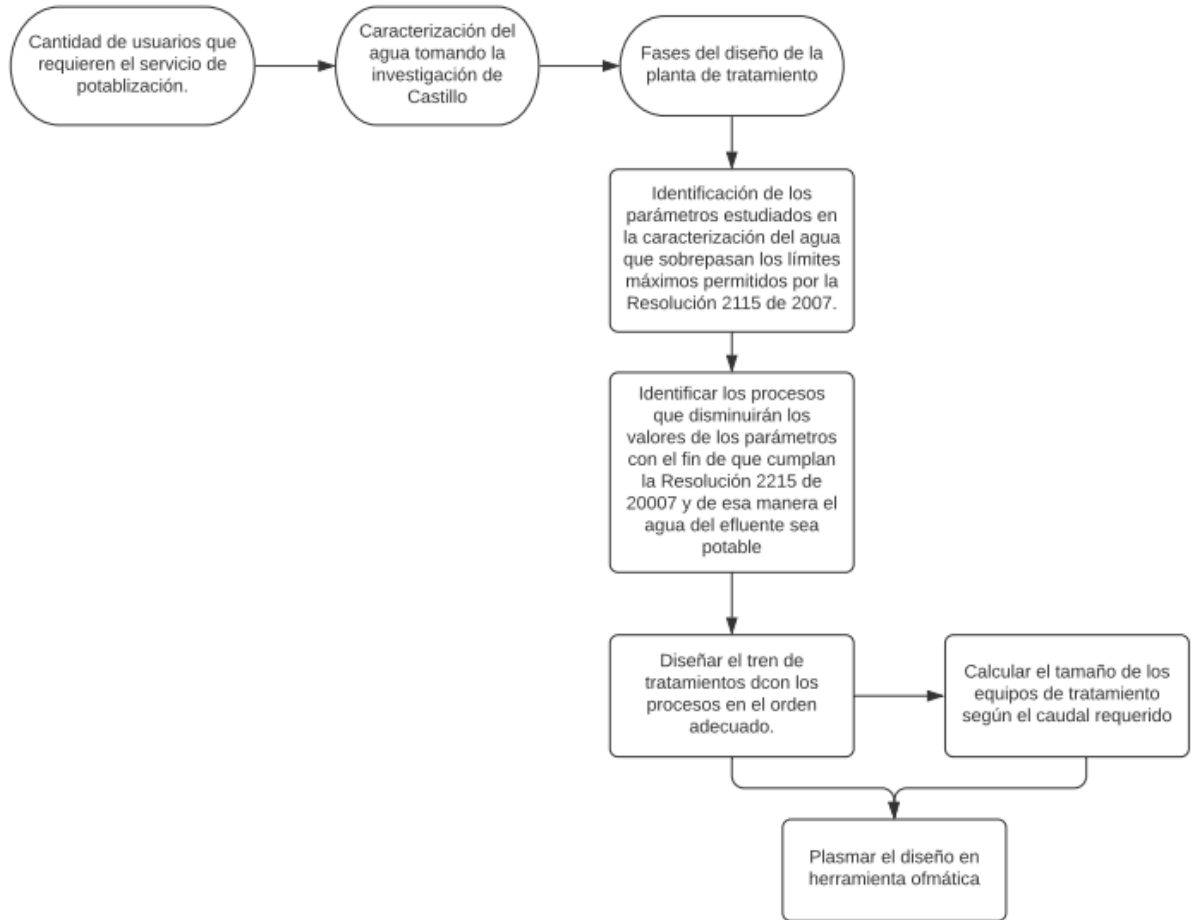 Cantidad de usuarios que
requieren el servicio de
potablización.
Caracterización del
agua tomando la
investigación de
Castillo
Fases del diseño de la
planta de tratamiento
Identificación de los
parámetros estudiados en
la caracterización del agua
que sobrepasan los límites
máximos permitidos por la
Resolución 2115 de 2007.
Identificar los procesos
que disminuirán los
valores de los parámetros
con el fin de que cumplan
la Resolución 2215 de
20007 y de esa manera el
agua del efluente sea
potable
Diseñar el tren de
tratamientos dcon los
procesos en el orden
adecuado.
Calcular el tamaño de los
equipos de tratamiento
según el caudal requerido
Plasmar el diseño en
herramienta ofmática